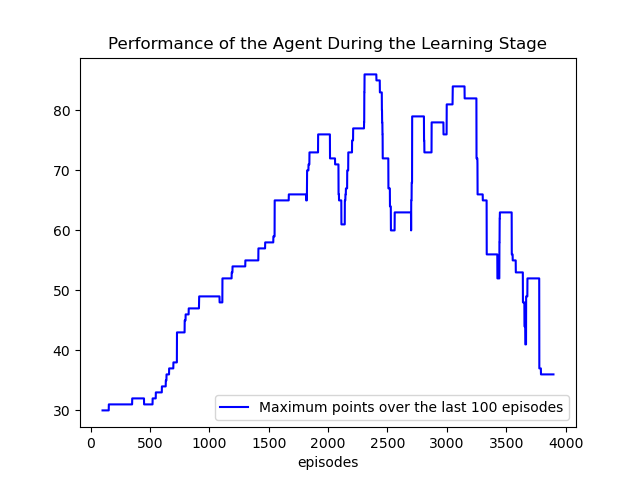 Performance of the Agent During the Learning Stage
80
70
60
50
40
30
Maximum points over the last 100 episodes
0 500 1000 1500 2000 2500 3000 3500 4000
episodes